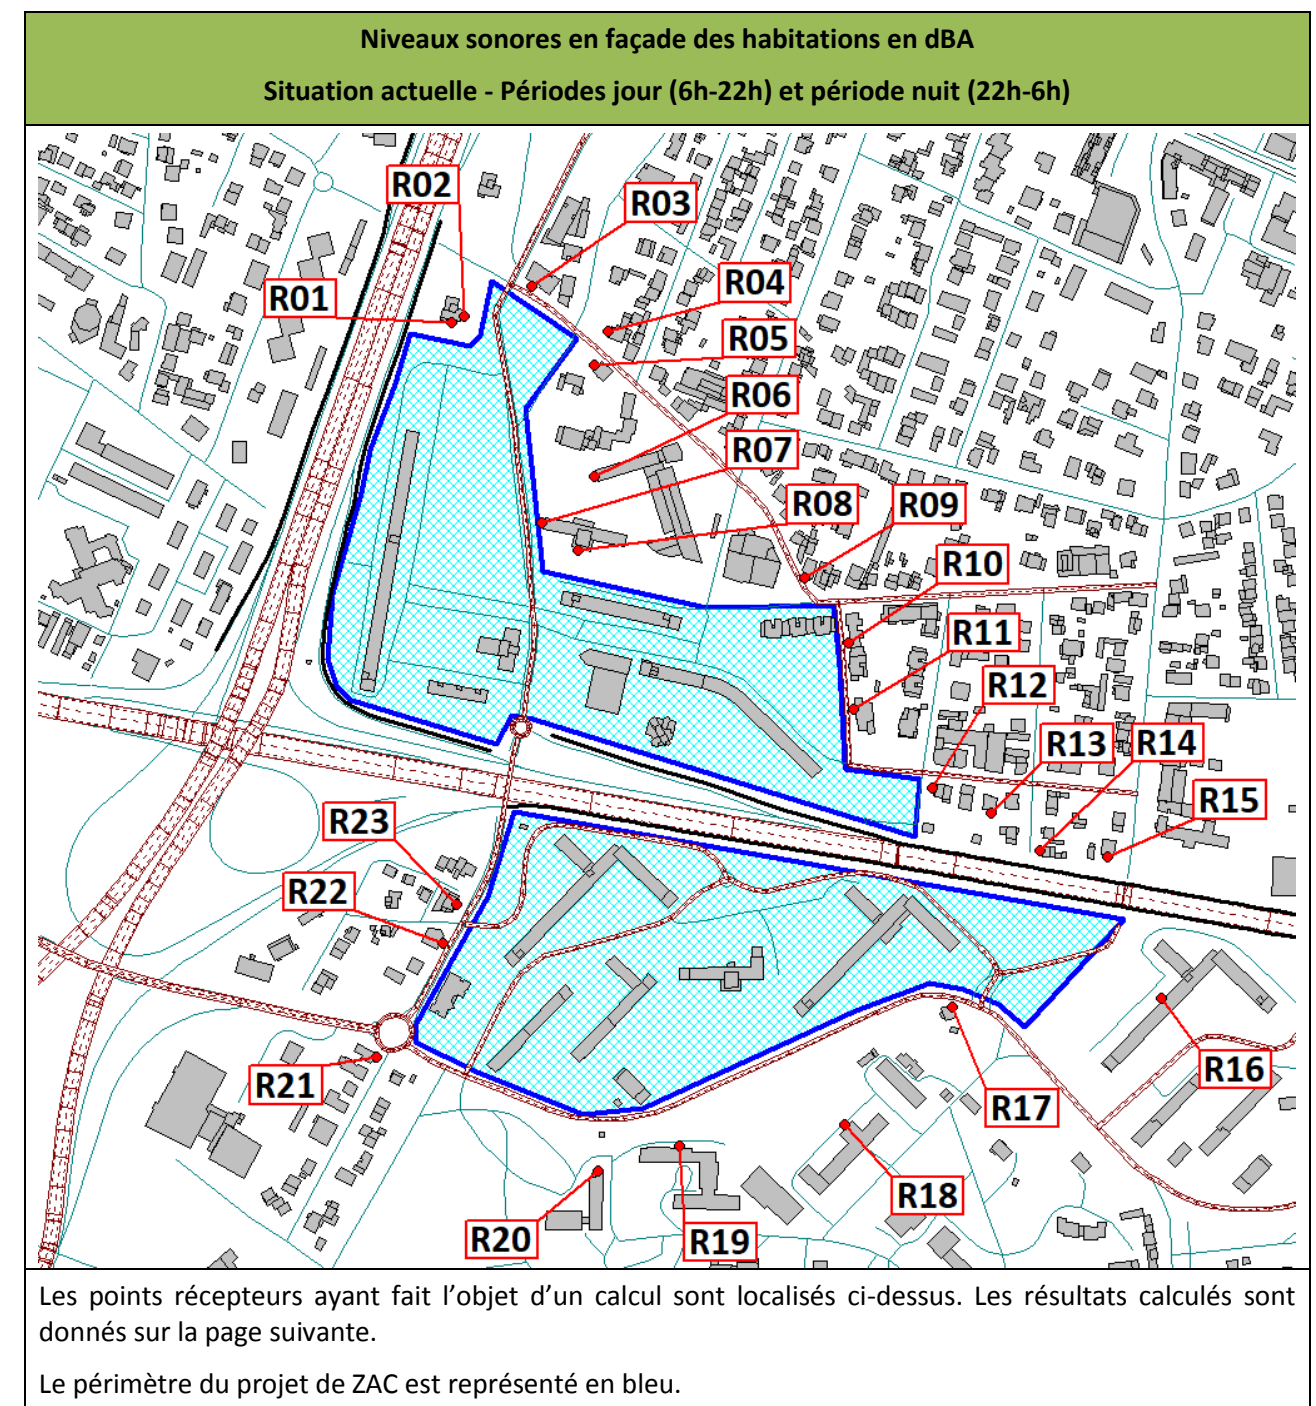 Niveaux sonores en façade des habitations en dBA
Situation actuelle - Périodes jour (6h-22h) et période nuit (22h-6h)
R02
R03
R01
R04
R05
R06
R07
R08
R09
R10
R11
R12
R13
R14
R15
R23
R22
R21
R16
R17
R18
R20
R19
Les points récepteurs ayant fait l’objet d’un calcul sont localisés ci-dessus. Les résultats calculés sont
donnés sur la page suivante.
Le périmètre du projet de ZAC est représenté en bleu.